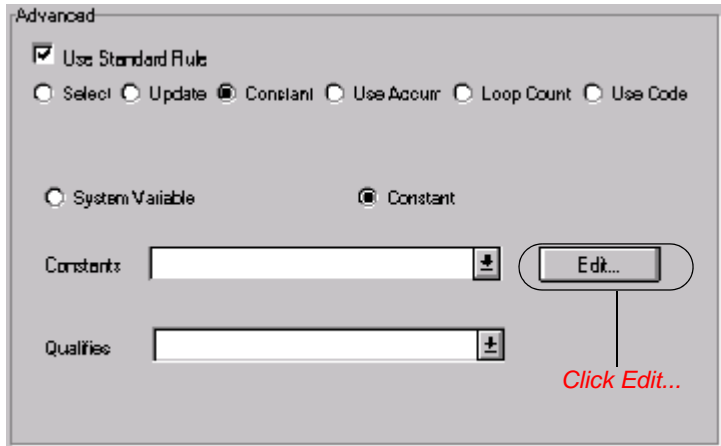 Advanced
Use Standard Rule
Select Update Constant Use Accum Loop Count Use Code
System Variable Constant
Constants Edit...
Qualifies
Click Edit...